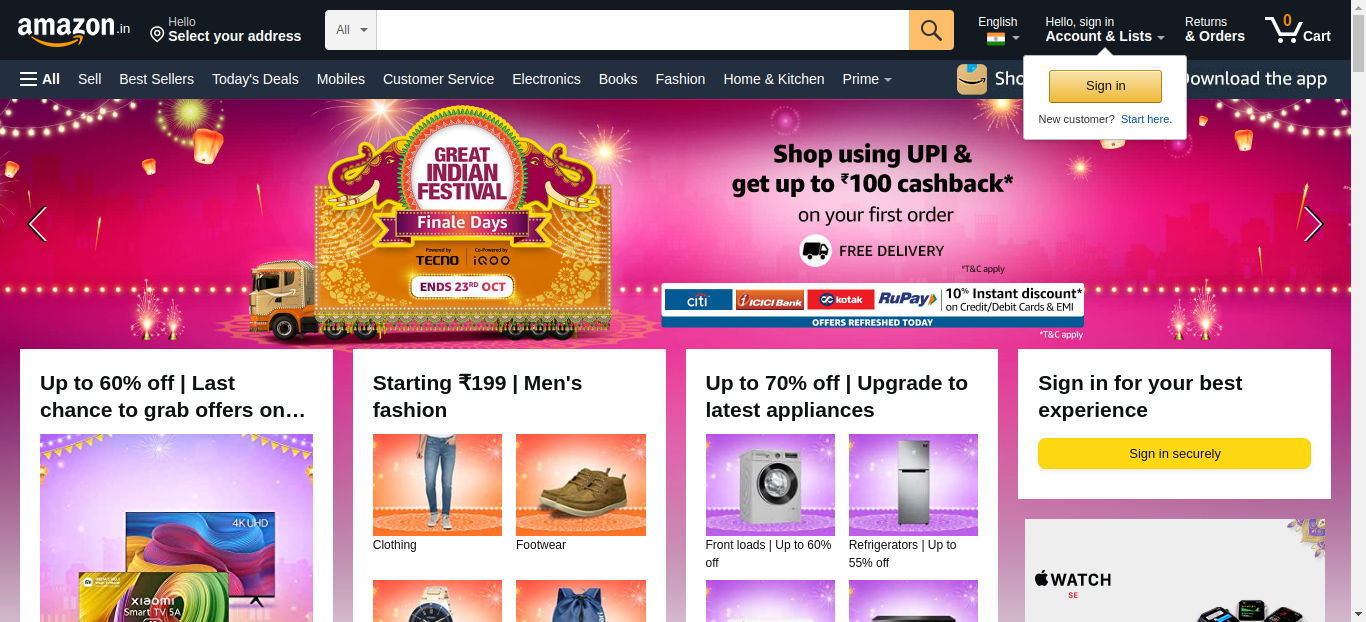 amazon.in
Hello
Select your address
All
English
Hello, sign in
Account & Lists
Returns
& Orders
0
Cart
All
Sell
Best Sellers
Today's Deals
Mobiles
Customer Service
Electronics
Books
Fashion
Home & Kitchen
Prime
Sho
Download the app
Sign in
New customer? Start here.
GREAT
INDIAN
FESTIVAL
Finale Days
Powered by
TECNO
Co-Powered by
iQOO
ENDS 23RD OCT
Shop using UPI &
get up to ₹100 cashback*
on your first order
FREE DELIVERY
*T&C apply
citi
ICICI Bank
kotak
RuPay
10% Instant discount*
on Credit/Debit Cards & EMI
OFFERS REFRESHED TODAY
*T&C apply
Up to 60% off | Last
chance to grab offers on…
4K UHD
xiaomi
Smart TV 5A
Starting ₹199 | Men's
fashion
Clothing
Footwear
Up to 70% off | Upgrade to
latest appliances
Front loads | Up to 60%
off
Refrigerators | Up to
55% off
Sign in for your best
experience
Sign in securely
WATCH
SE